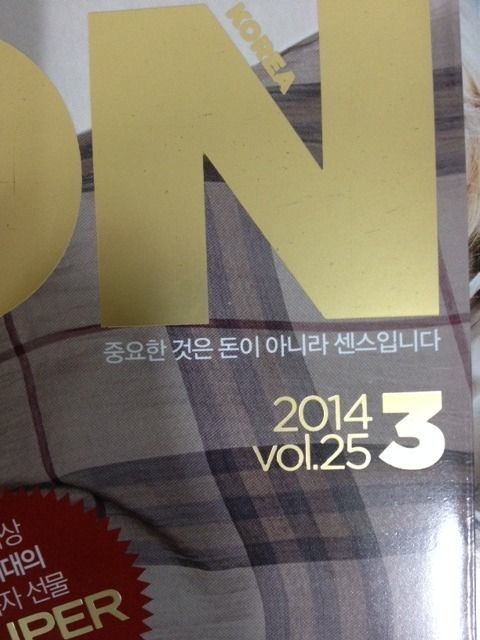 ON
KOREA
중요한 것은 돈이 아니라 센스입니다
2014
vol.25
3
상
대의
자 선물
UPER